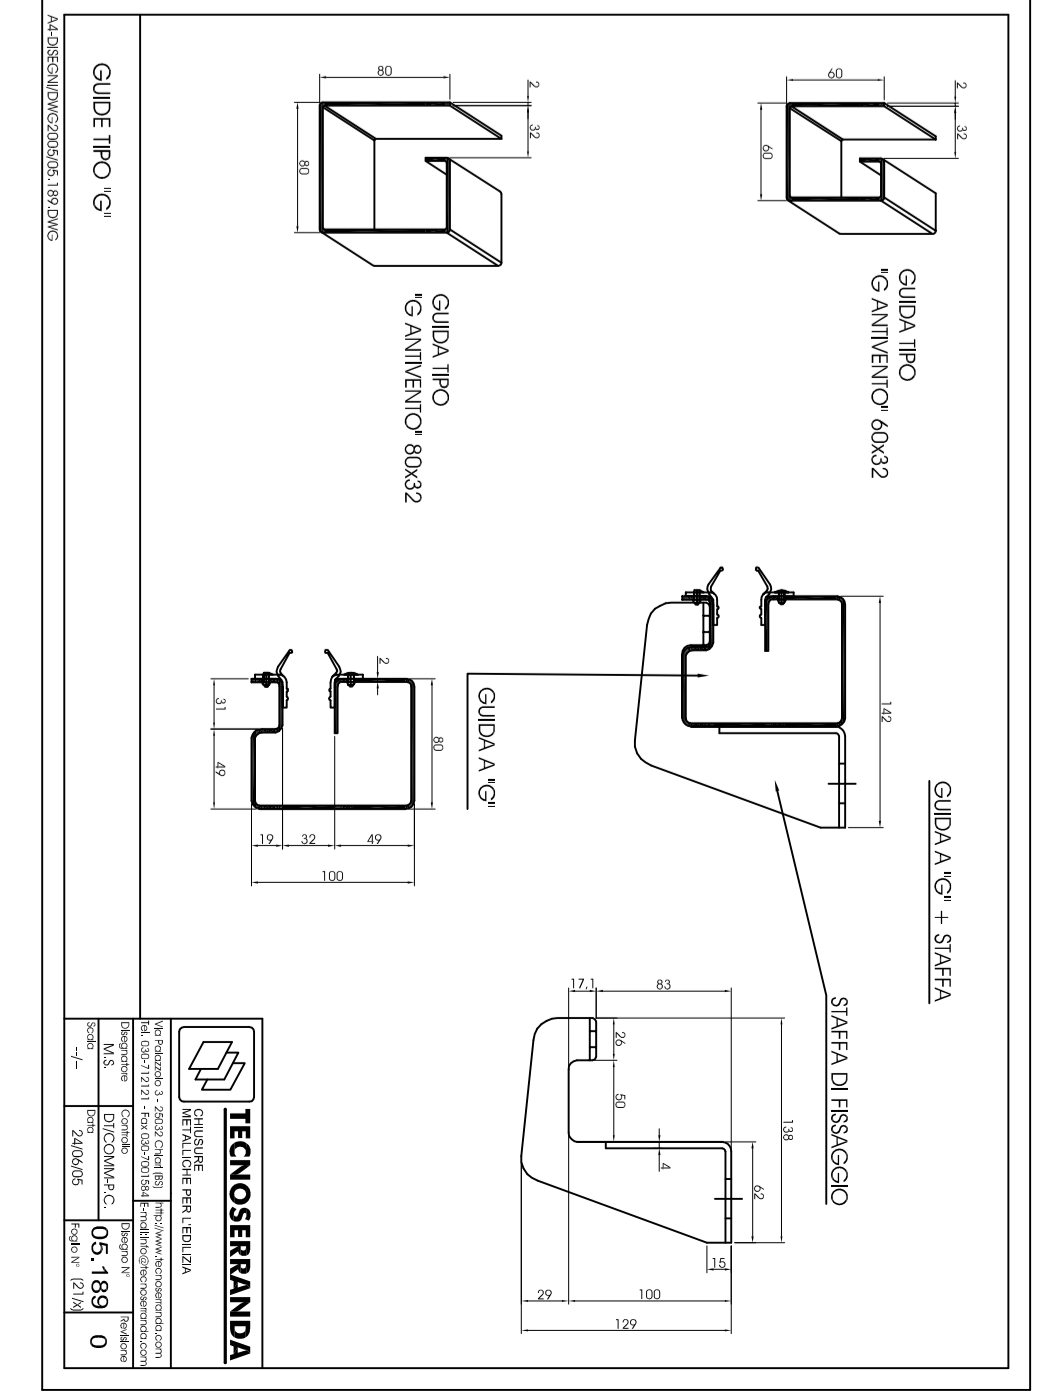 GUIDA TIPO
"G ANTIVENTO" 60x32
60
60
2
32
GUIDA TIPO
"G ANTIVENTO" 80x32
80
80
2
32
GUIDA A "G" + STAFFA
142
STAFFA DI FISSAGGIO
GUIDA A "G"
2
80
31
49
19
32
49
100
17,1
83
26
50
138
4
62
15
29
100
129
GUIDE TIPO "G"
TECNOSERRANDA
CHIUSURE
METALLICHE PER L'EDILIZIA
Via Palazzolo 3 - 25032 Chiari (BS)
Tel. 030-712121 - Fax 030-7001584
http://www.tecnoserranda.com
E-mail:info@tecnoserranda.com
Disegnatore
M.S.
Controllo
DT/COMM-P.C.
Disegno N°
05.189
Revisione
0
Scala
--/--
Data
24/06/05
Foglio N° (21/x)
A4-DISEGNI/DWG2005/05.189.DWG